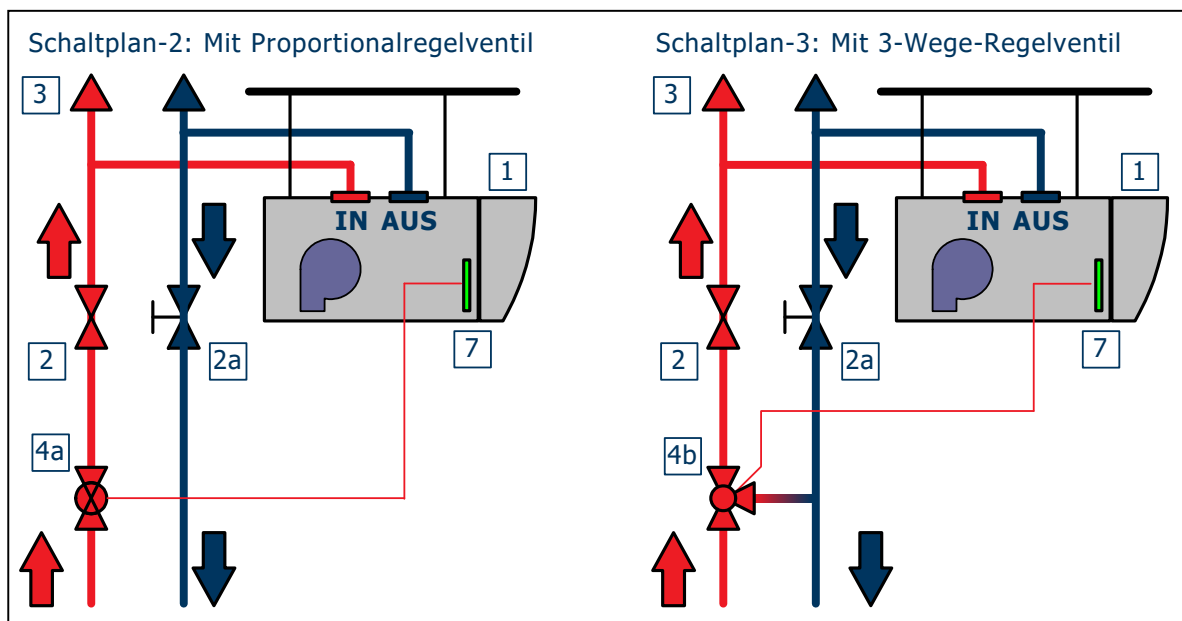 Schaltplan-2: Mit Proportionalregelventil
3
1
IN AUS
2
2a
7
4a
Schaltplan-3: Mit 3-Wege-Regelventil
3
1
IN AUS
2
2a
7
4b